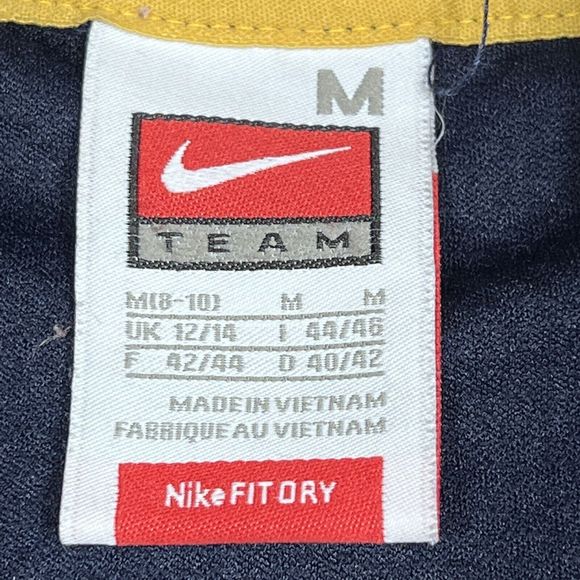 M
TEAM
M(8-10) M M
UK 12/14 I 44/46
F 42/44 D 40/42
MADE IN VIETNAM
FABRIQUE AU VIETNAM
Nike FIT DRY